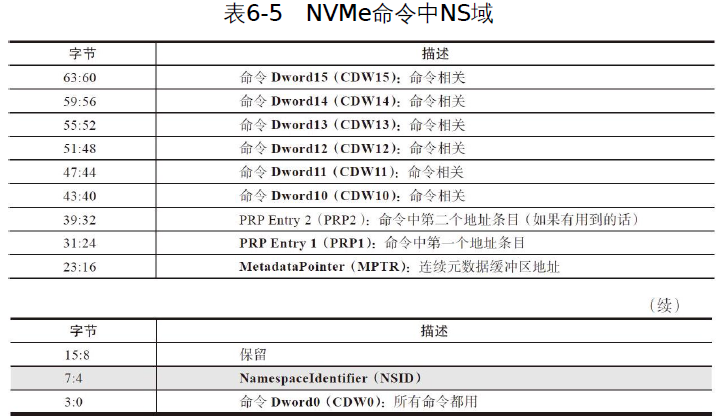 表6-5 NVMe命令中NS域
字节 描述
63:60 命令 Dword15（CDW15）：命令相关
59:56 命令 Dword14（CDW14）：命令相关
55:52 命令 Dword13（CDW13）：命令相关
51:48 命令 Dword12（CDW12）：命令相关
47:44 命令 Dword11（CDW11）：命令相关
43:40 命令 Dword10（CDW10）：命令相关
39:32 PRP Entry 2（PRP2）：命令中第二个地址条目（如果有用到的话）
31:24 PRP Entry 1（PRP1）：命令中第一个地址条目
23:16 MetadataPointer（MPTR）：连续元数据缓冲区地址
（续）
字节 描述
15:8 保留
7:4 NamespaceIdentifier（NSID）
3:0 命令 Dword0（CDW0）：所有命令都用